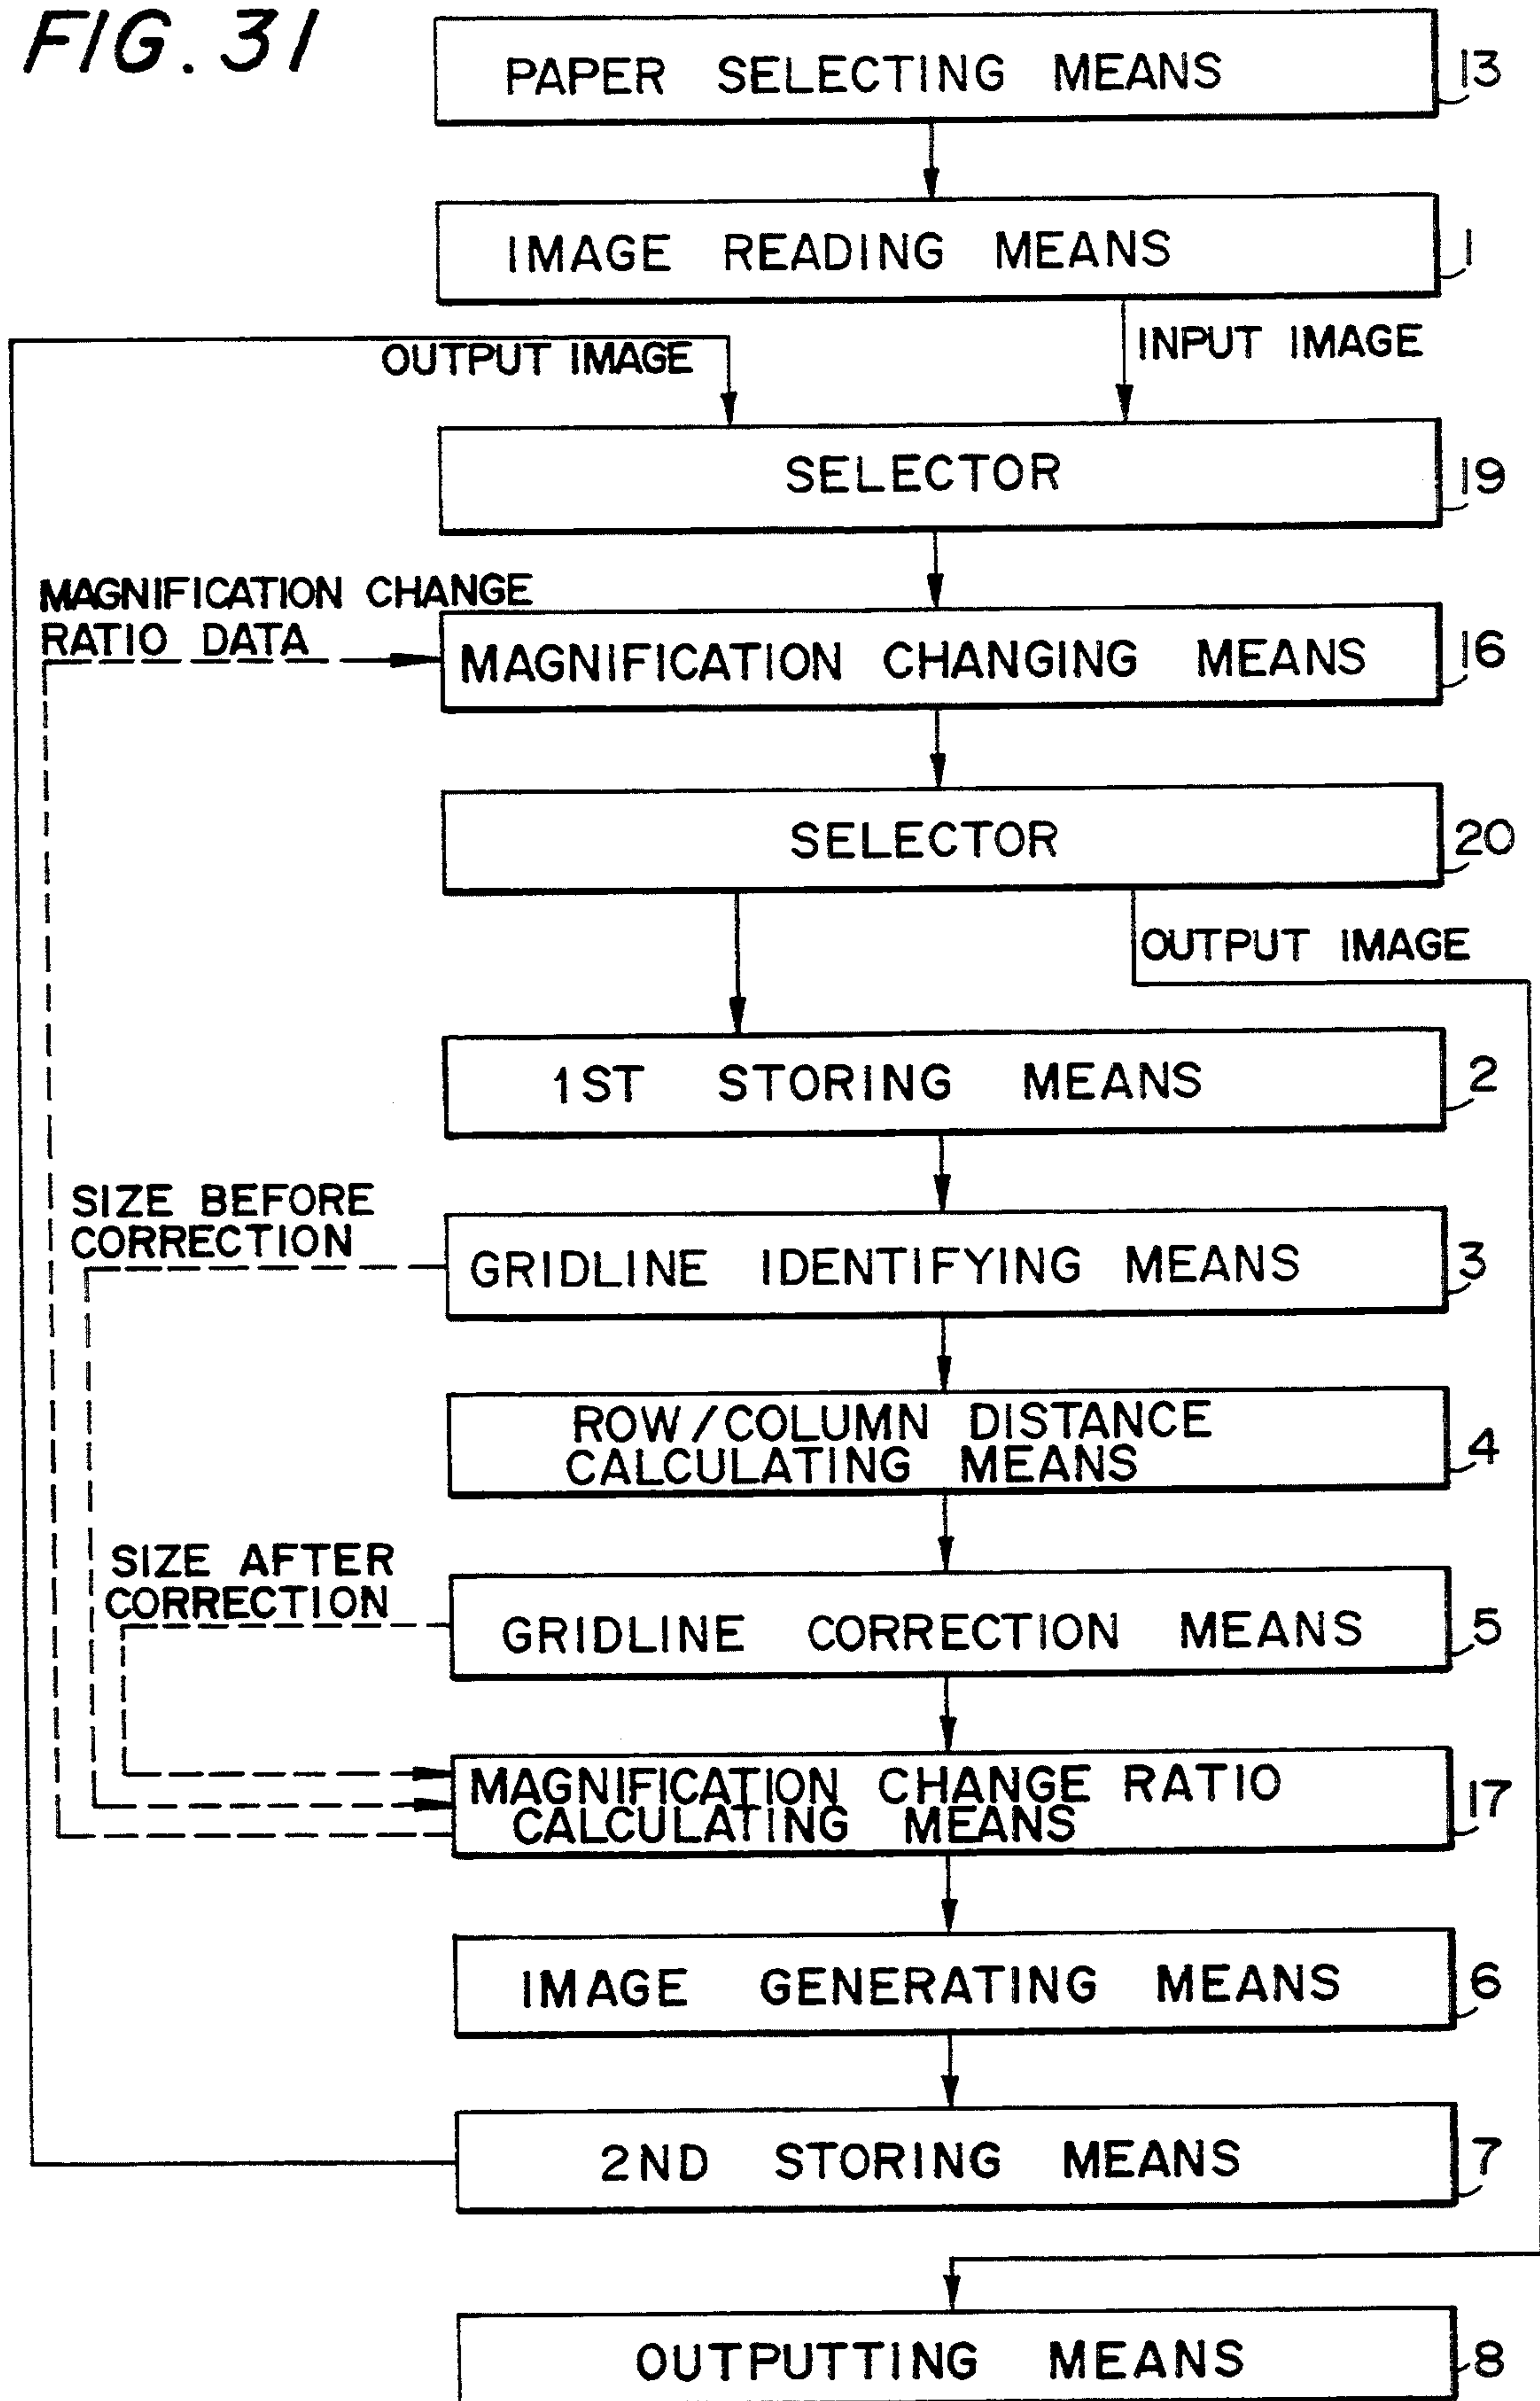 FIG. 31
PAPER SELECTING MEANS
13
IMAGE READING MEANS
1
OUTPUT IMAGE
INPUT IMAGE
SELECTOR
19
MAGNIFICATION CHANGE
RATIO DATA
MAGNIFICATION CHANGING MEANS
16
SELECTOR
20
OUTPUT IMAGE
1ST STORING MEANS
2
SIZE BEFORE
CORRECTION
GRIDLINE IDENTIFYING MEANS
3
ROW/COLUMN DISTANCE
CALCULATING MEANS
4
SIZE AFTER
CORRECTION
GRIDLINE CORRECTION MEANS
5
MAGNIFICATION CHANGE RATIO
CALCULATING MEANS
17
IMAGE GENERATING MEANS
6
2ND STORING MEANS
7
OUTPUTTING MEANS
8